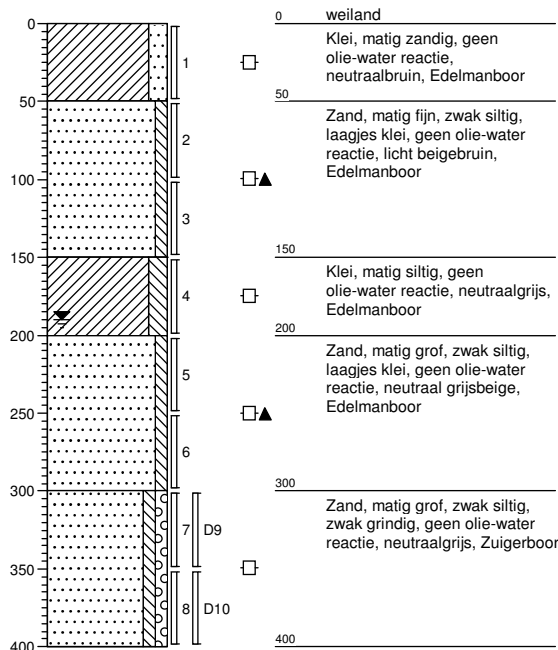 0
50
100
150
200
250
300
350
400
1
2
3
4
5
6
7
D9
8
D10
0
weiland
Klei, matig zandig, geen
olie-water reactie,
neutraalbruin, Edelmanboor
50
Zand, matig fijn, zwak siltig,
laagjes klei, geen olie-water
reactie, licht beigebruin,
Edelmanboor
150
Klei, matig siltig, geen
olie-water reactie, neutraalgrijs,
Edelmanboor
200
Zand, matig grof, zwak siltig,
laagjes klei, geen olie-water
reactie, neutraal grijsbeige,
Edelmanboor
300
Zand, matig grof, zwak siltig,
zwak grindig, geen olie-water
reactie, neutraalgrijs, Zuigerboor
400